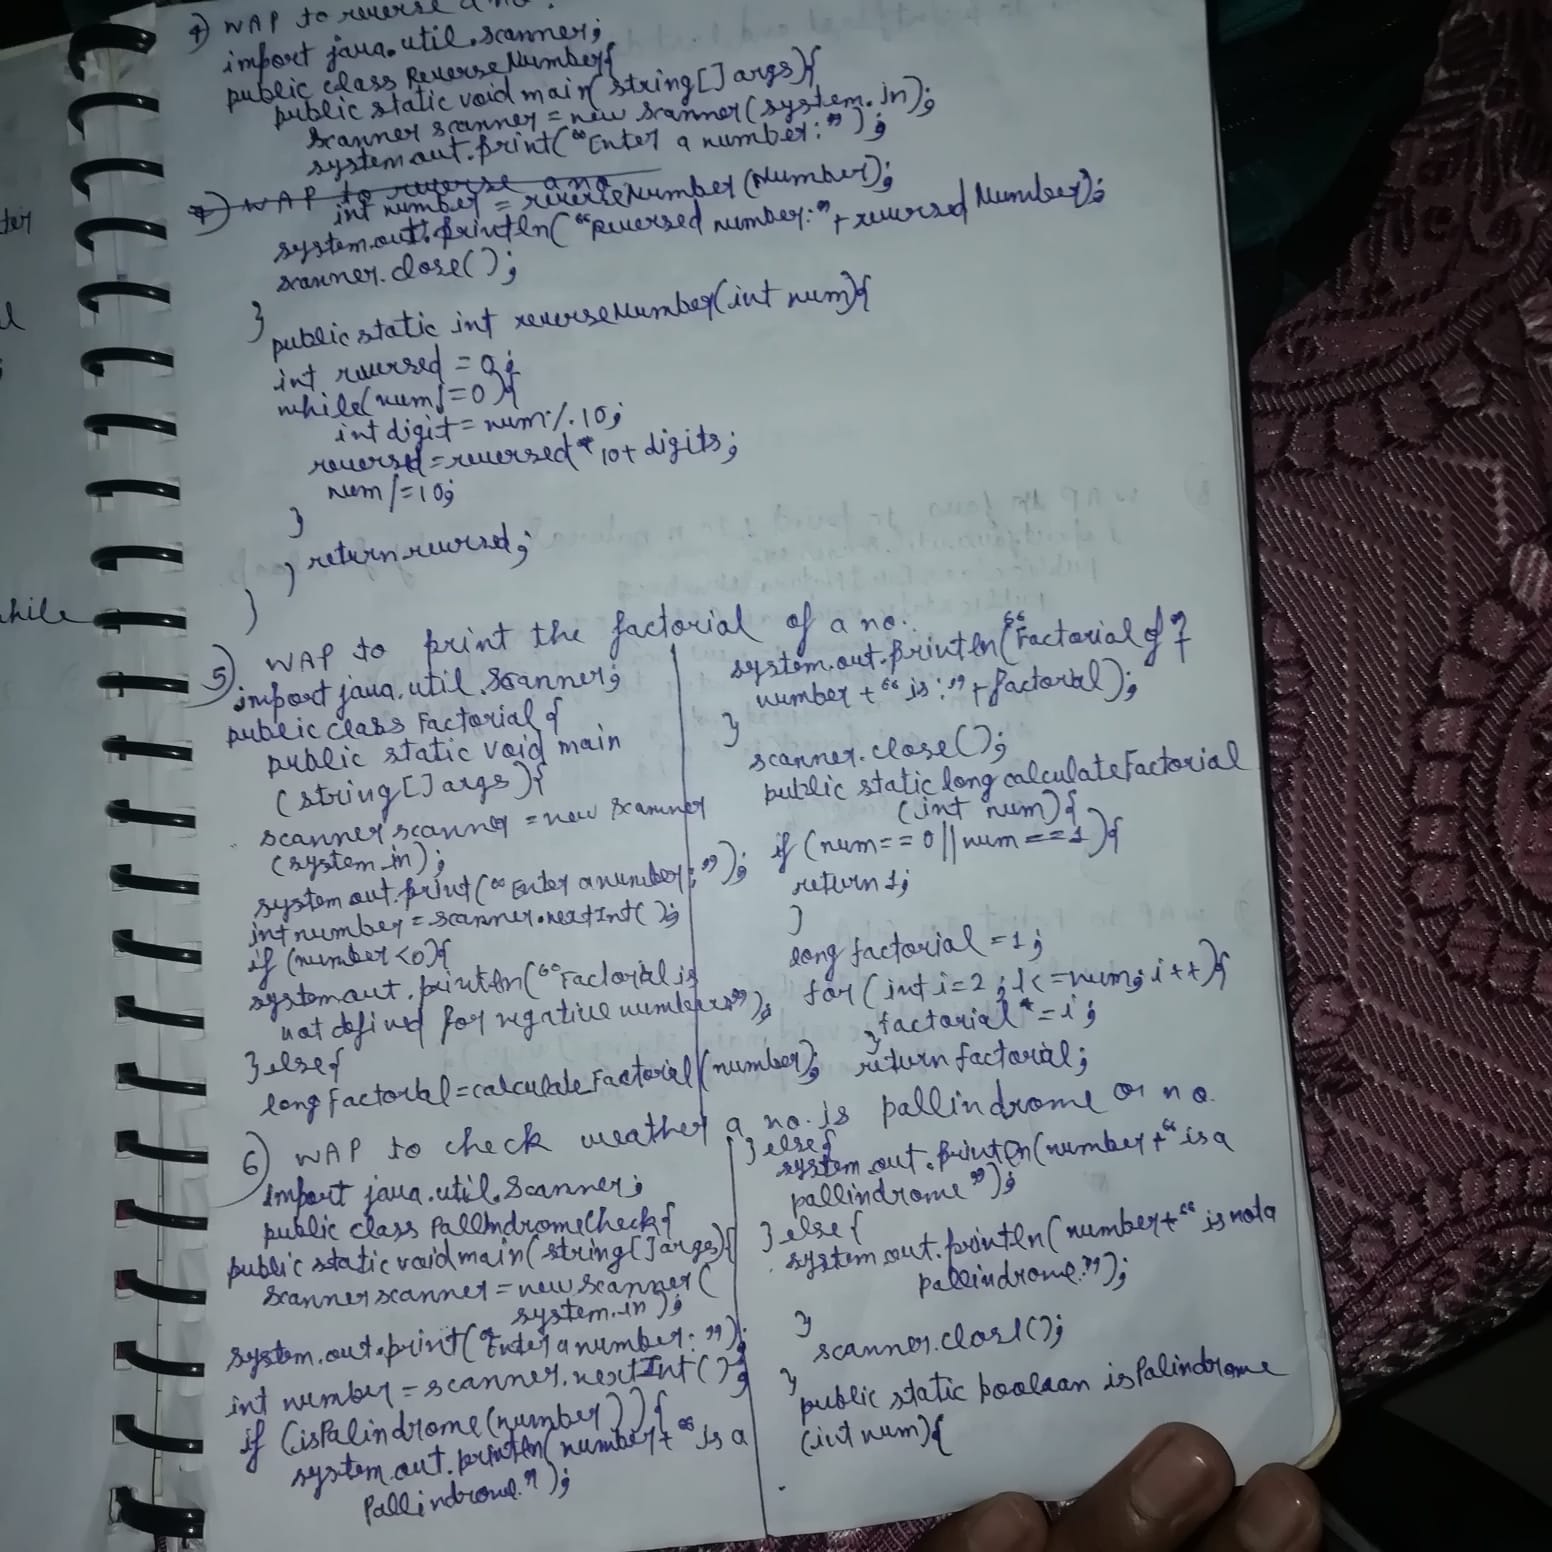 4) WAP to reverse a no.
import java.util.scanner;
public class ReverseNumber{
public static void main(string[] args){
scanner scanner = new scanner(system.in);
system.out.print("Enter a number:");
4) WAP to reverse a no
int number = reverseNumber(Number);
system.out.println("Reversed number:" + reversed Number);
scanner.close();
}
public static int reverseNumber(int num){
int reversed = 0;
while(num!=0){
int digit = num%10;
reversed = reversed * 10 + digits;
num/=10;
}
return reversed;
}
}
5) WAP to print the factorial of a no.
import java.util.Scanner;
public class Factorial{
public static void main
(string[] args){
scanner scanner = new scanner
(system.in);
system.out.print("Enter a number:");
int number = scanner.nextInt();
if (number<0){
system.out.println("Factorial is
not defined for negative numbers");
}else{
long factorial = calculateFactorial(number);
system.out.println("Factorial of"
number + "is:" + factorial);
}
scanner.close();
public static long calculateFactorial
(int num){
if (num==0||num==1){
return 1;
}
long factorial = 1;
for(int i=2; i<=num; i++){
factorial *= i;
}
return factorial;
6) WAP to check weather a no. is pallindrome or no.
import java.util.Scanner;
public class PallindromeCheck{
public static void main(string[] args){
scanner scanner = new scanner(
system.in);
system.out.print("Enter a number:");
int number = scanner.nextInt();
if (isPalindrome(number)){
system.out.println(number + "is a
Pallindrome.");
}else{
system.out.println(number + "is a
pallindrome");
}else{
system.out.println(number + "is not a
pallindrome.");
}
scanner.close();
}
public static boolean isPalindrome
(int num){